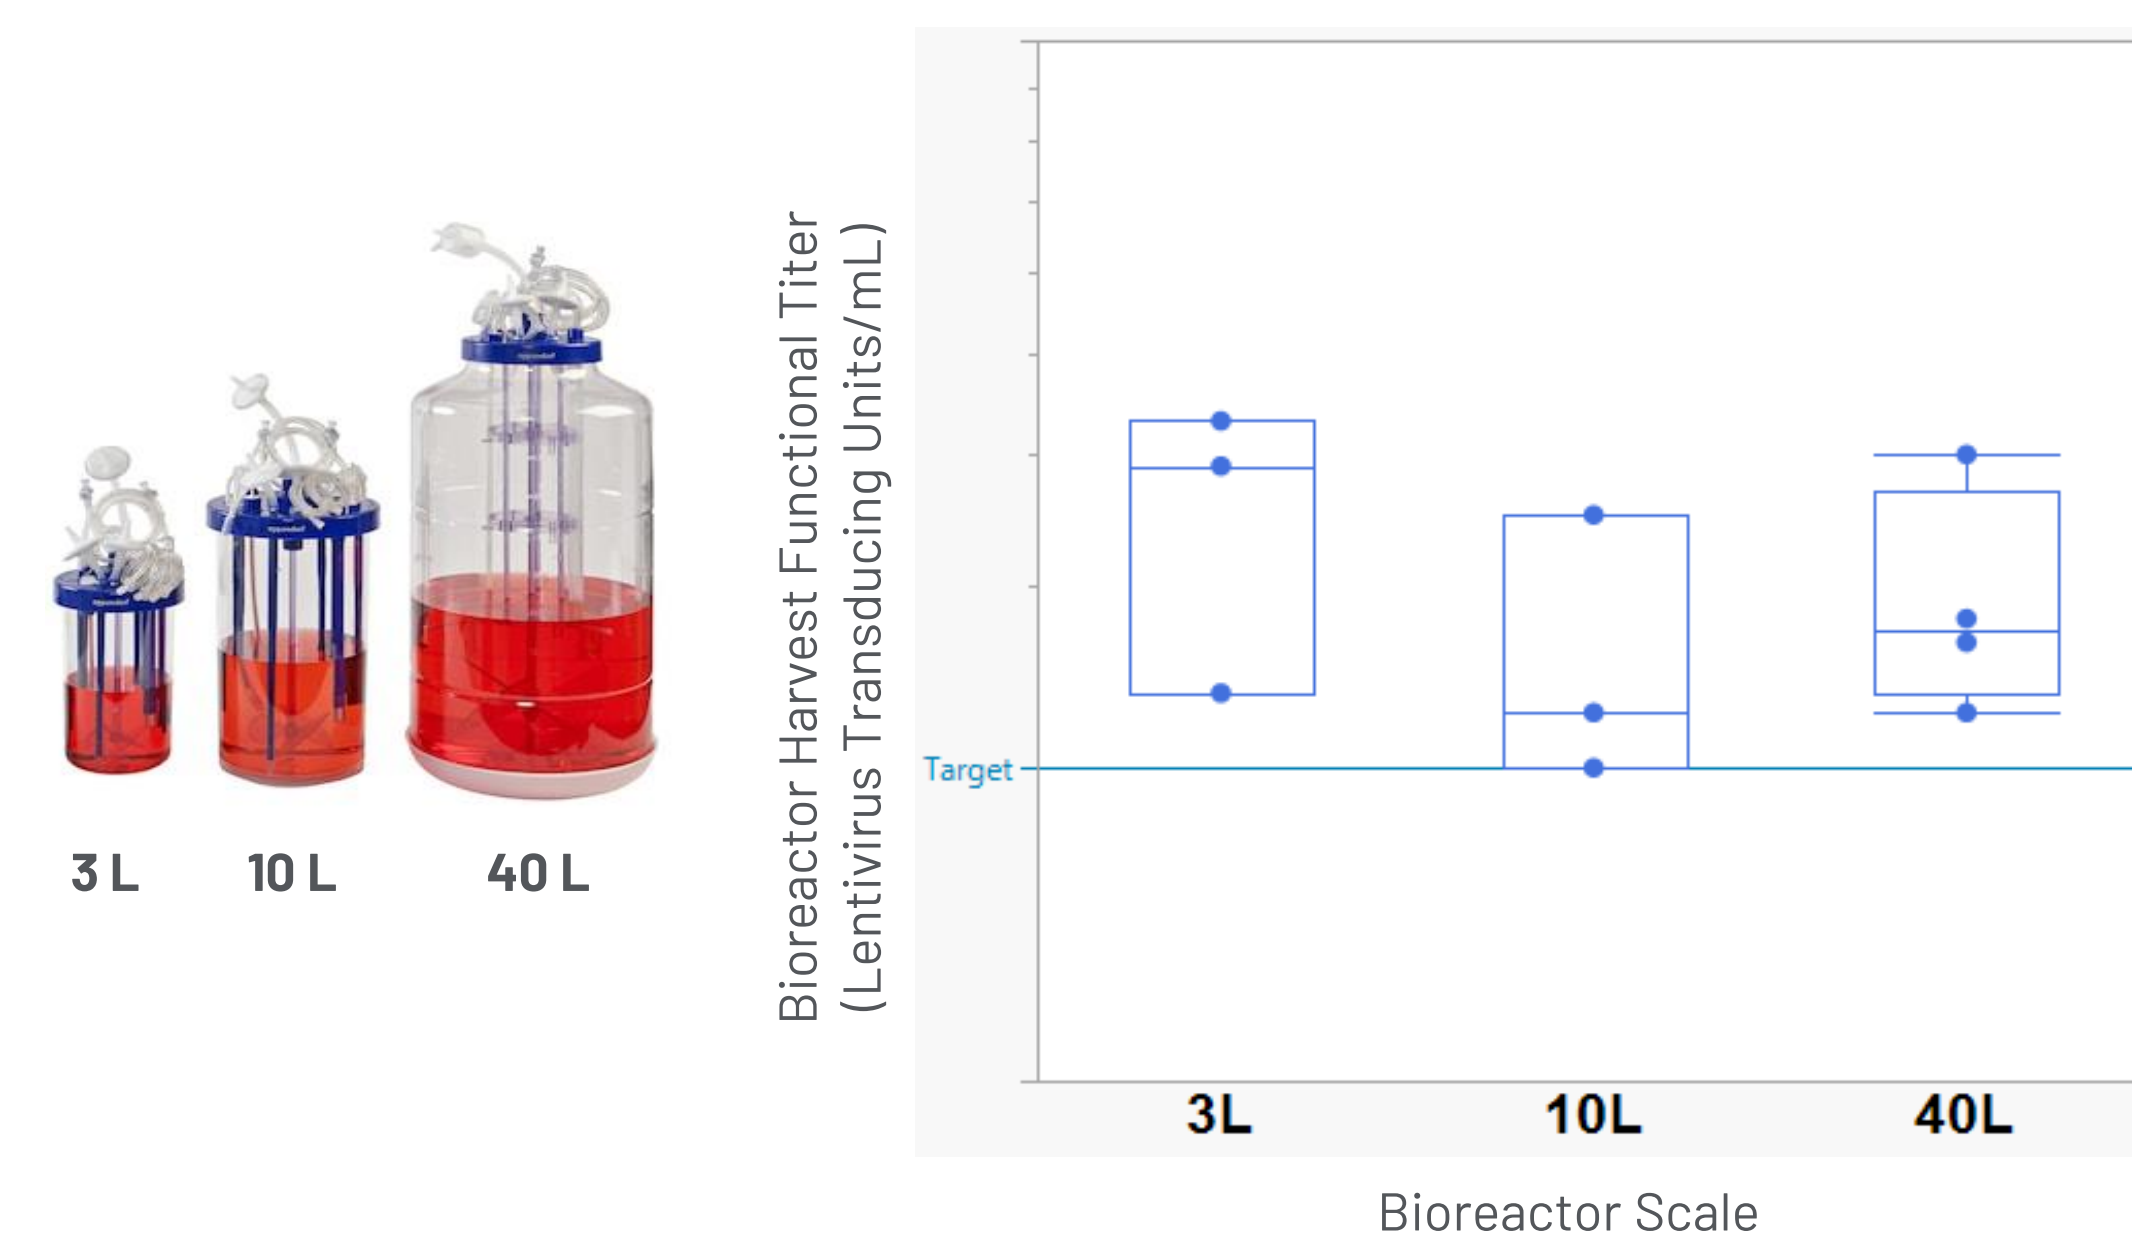 3 L
10 L
40 L
Bioreactor Harvest Functional Titer
(Lentivirus Transducing Units/mL)
Target
3L
10L
40L
Bioreactor Scale